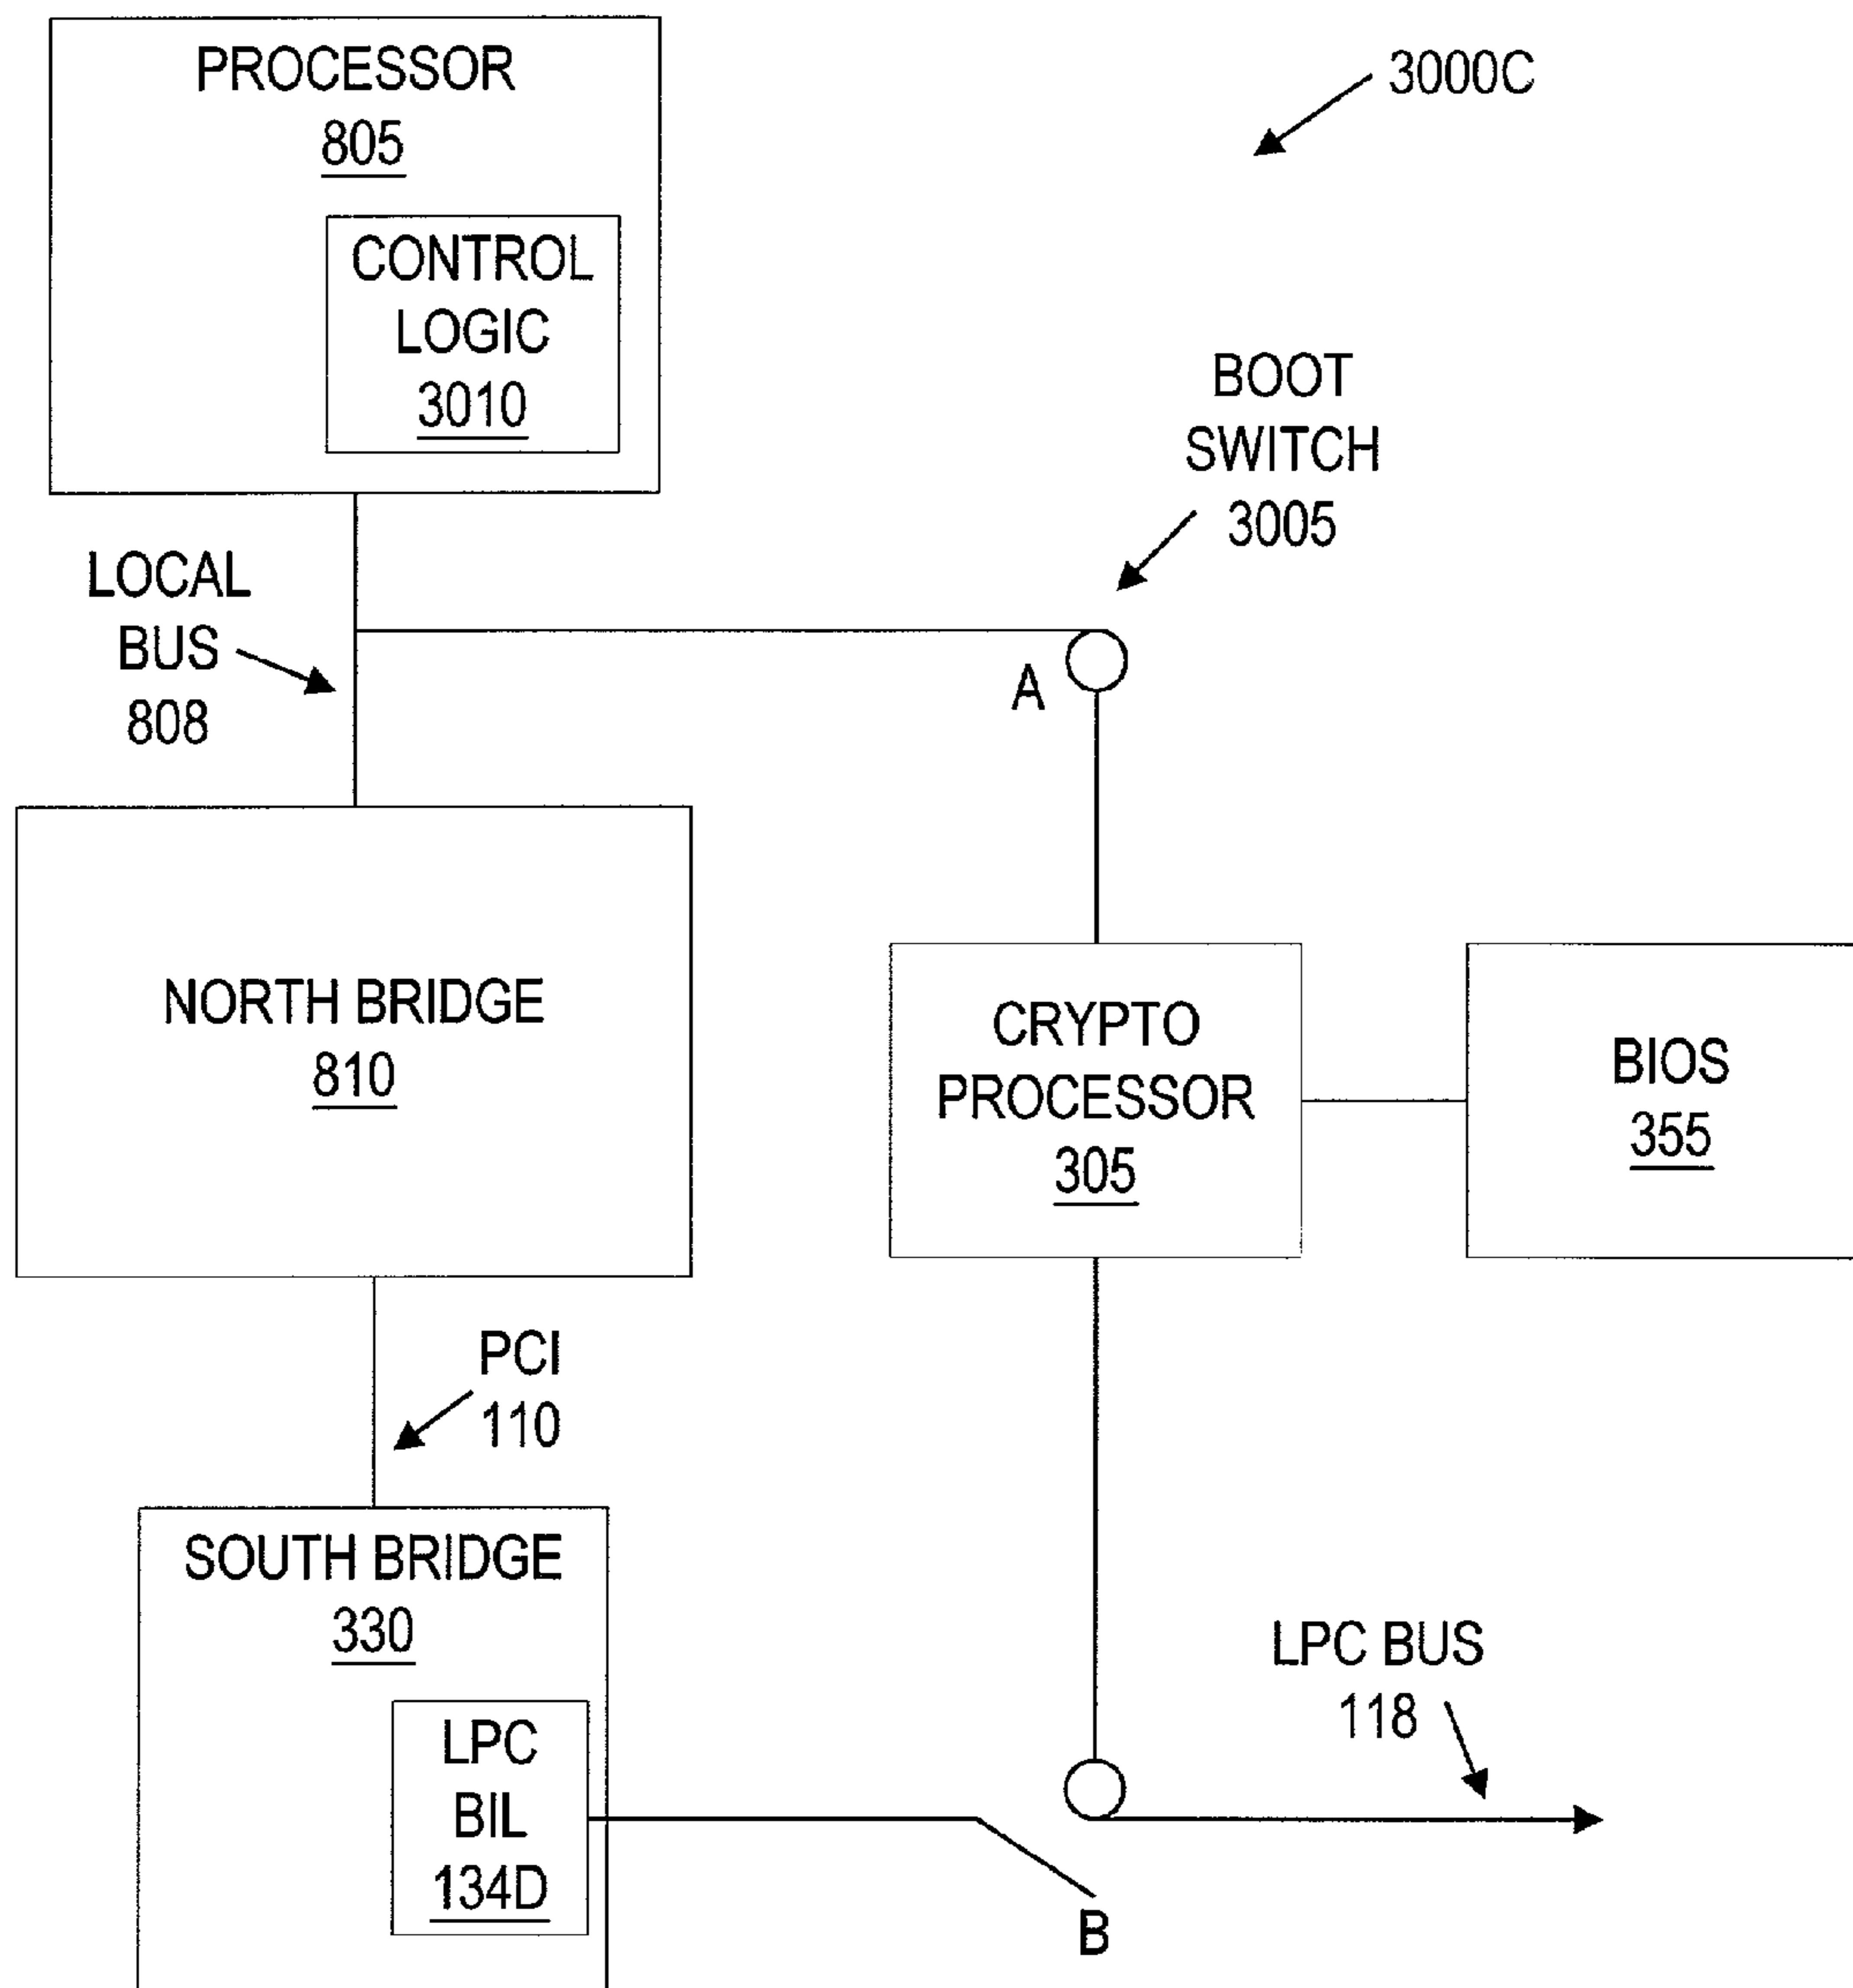 PROCESSOR
805
CONTROL
LOGIC
3010
3000C
BOOT
SWITCH
3005
LOCAL
BUS
808
A
NORTH BRIDGE
810
CRYPTO
PROCESSOR
305
BIOS
355
PCI
110
SOUTH BRIDGE
330
LPC
BIL
134D
LPC BUS
118
B